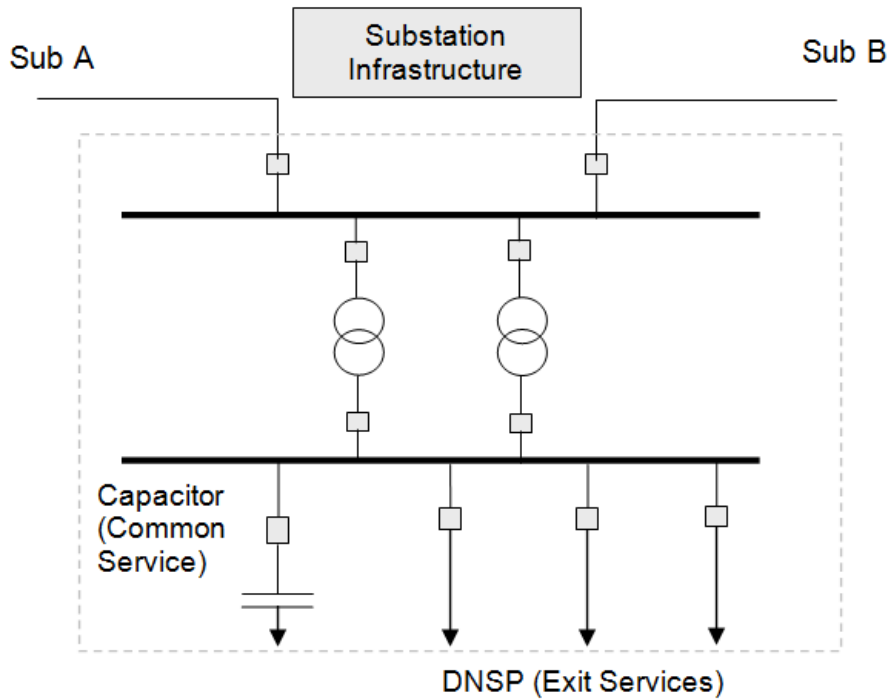 Substation
Infrastructure
Sub A
Sub B
Capacitor
(Common
Service)
DNSP (Exit Services)